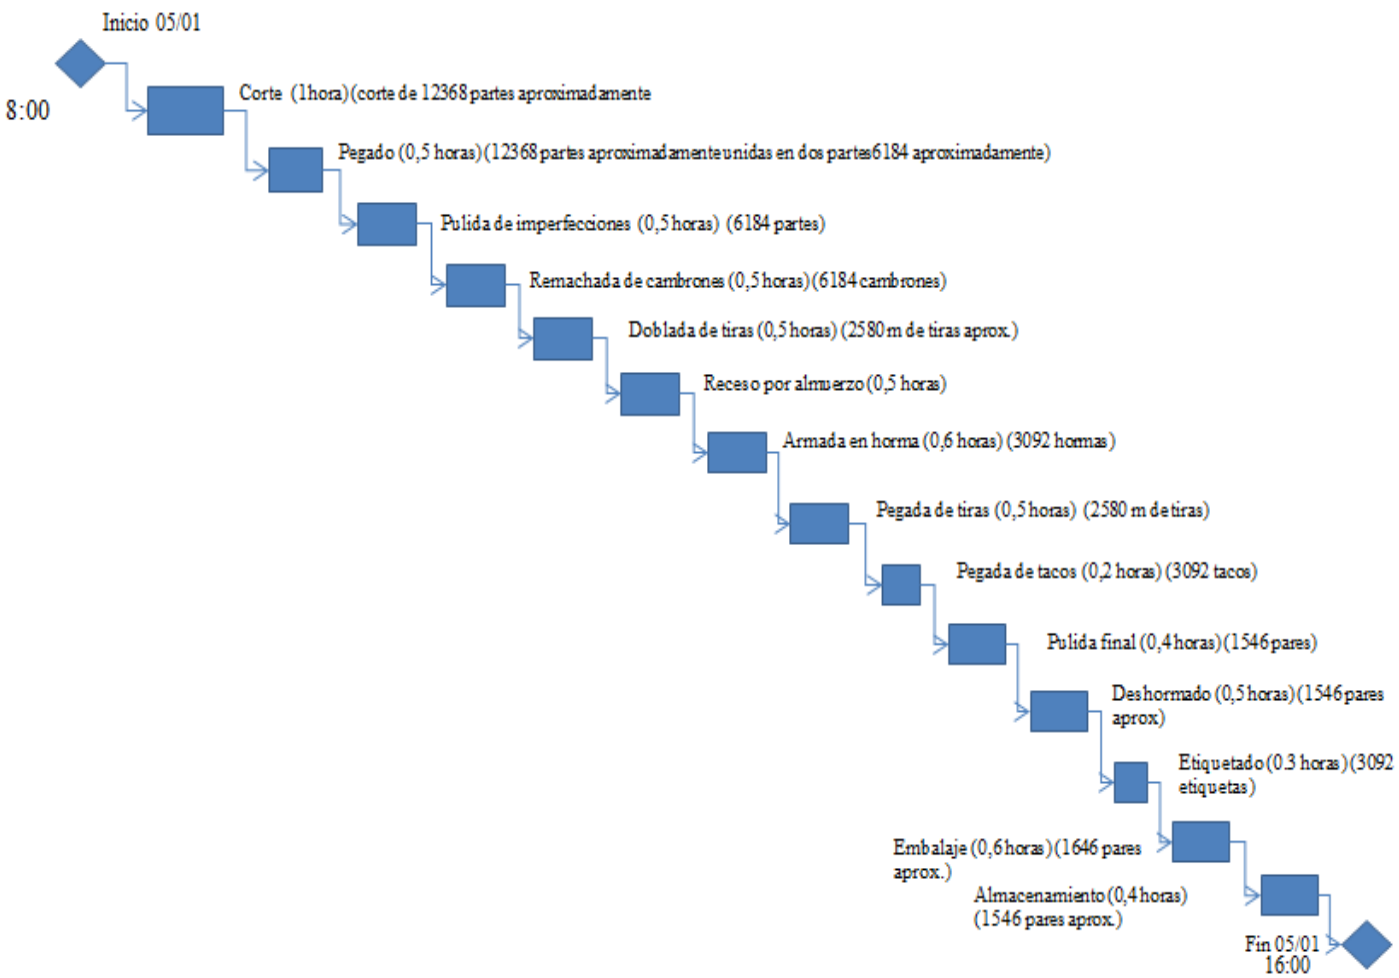 Inicio 05/01
8:00
Corte (1hora)(corte de 12368 partes aproximadamente
Pegado (0,5 horas)(12368 partes aproximadamente unidas en dos partes6184 aproximadamente)
Pulida de imperfecciones (0,5 horas) (6184 partes)
Remachada de cambrones (0,5 horas)(6184 cambrones)
Doblada de tiras (0,5 horas) (2580 m de tiras aprox.)
Receso por almuerzo (0,5 horas)
Armada en horma (0,6 horas) (3092 hormas)
Pegada de tiras (0,5 horas) (2580 m de tiras)
Pegada de tacos (0,2 horas) (3092 tacos)
Pulida final (0,4 horas)(1546 pares)
Deshormado (0,5 horas)(1546 pares
aprox)
Etiquetado (0.3 horas)(3092
etiquetas)
Embalaje (0,6 horas)(1646 pares
aprox.)
Almacenamiento (0,4 horas)
(1546 pares aprox.)
Fin 05/01
16:00